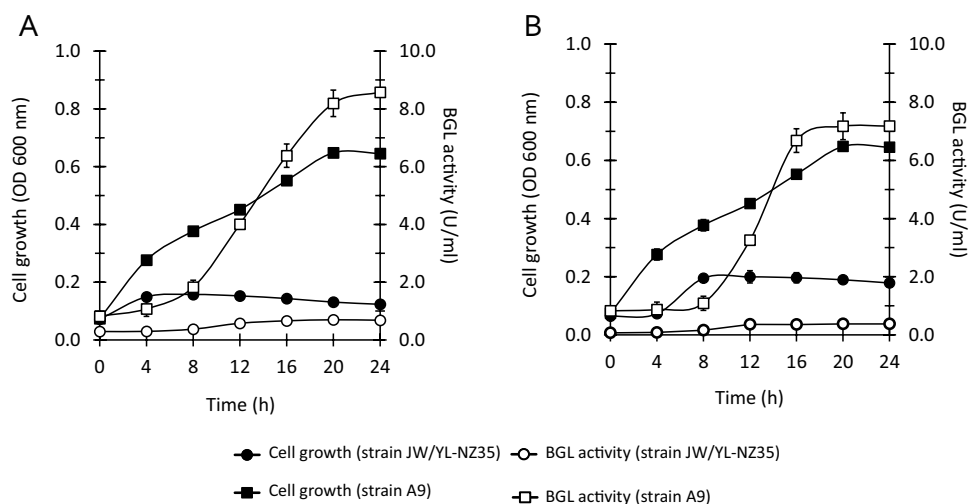 A
B
1.0
0.8
0.6
0.4
0.2
0.0
Cell growth (OD 600 nm)
10.0
8.0
6.0
4.0
2.0
0.0
BGL activity (U/ml)
0 4 8 12 16 20 24
Time (h)
1.0
0.8
0.6
0.4
0.2
0.0
Cell growth (OD 600 nm)
10.0
8.0
6.0
4.0
2.0
0.0
BGL activity (U/ml)
0 4 8 12 16 20 24
Time (h)
Cell growth (strain JW/YL-NZ35)
BGL activity (strain JW/YL-NZ35)
Cell growth (strain A9)
BGL activity (strain A9)